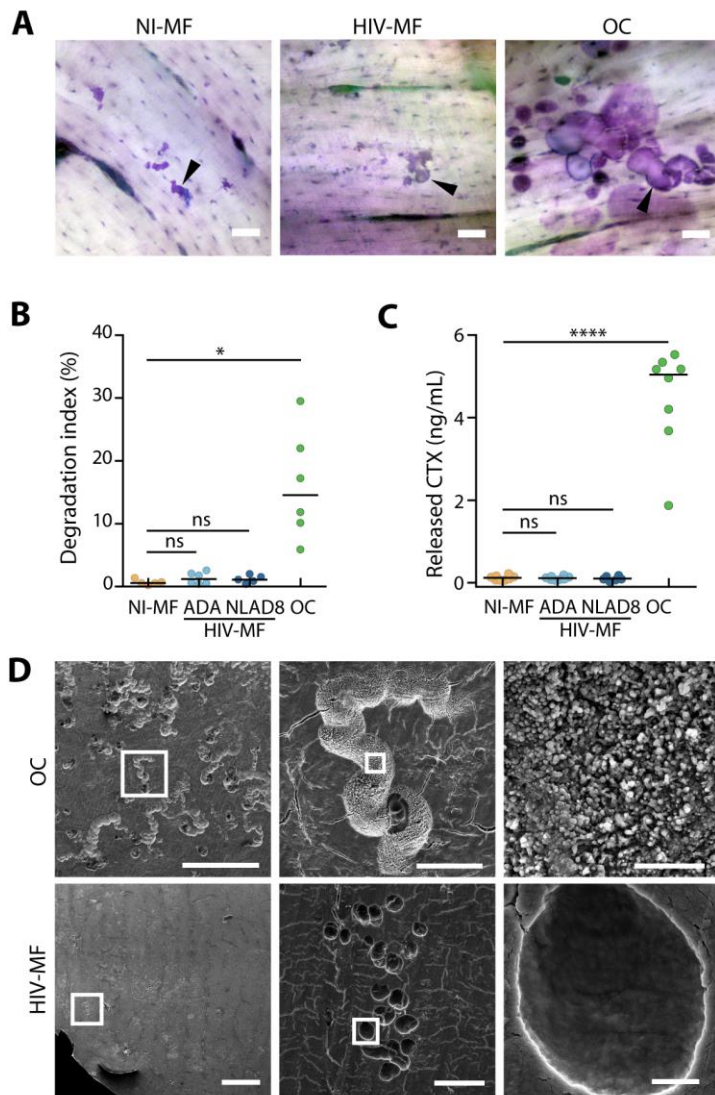 A
NI-MF
HIV-MF
OC
B
Degradation index (%)
40
30
20
10
0
*
ns
ns
NI-MF
ADA
NLAD8
OC
HIV-MF
C
Released CTX (ng/mL)
6
4
2
0
****
ns
ns
NI-MF
ADA
NLAD8
OC
HIV-MF
D
OC
HIV-MF